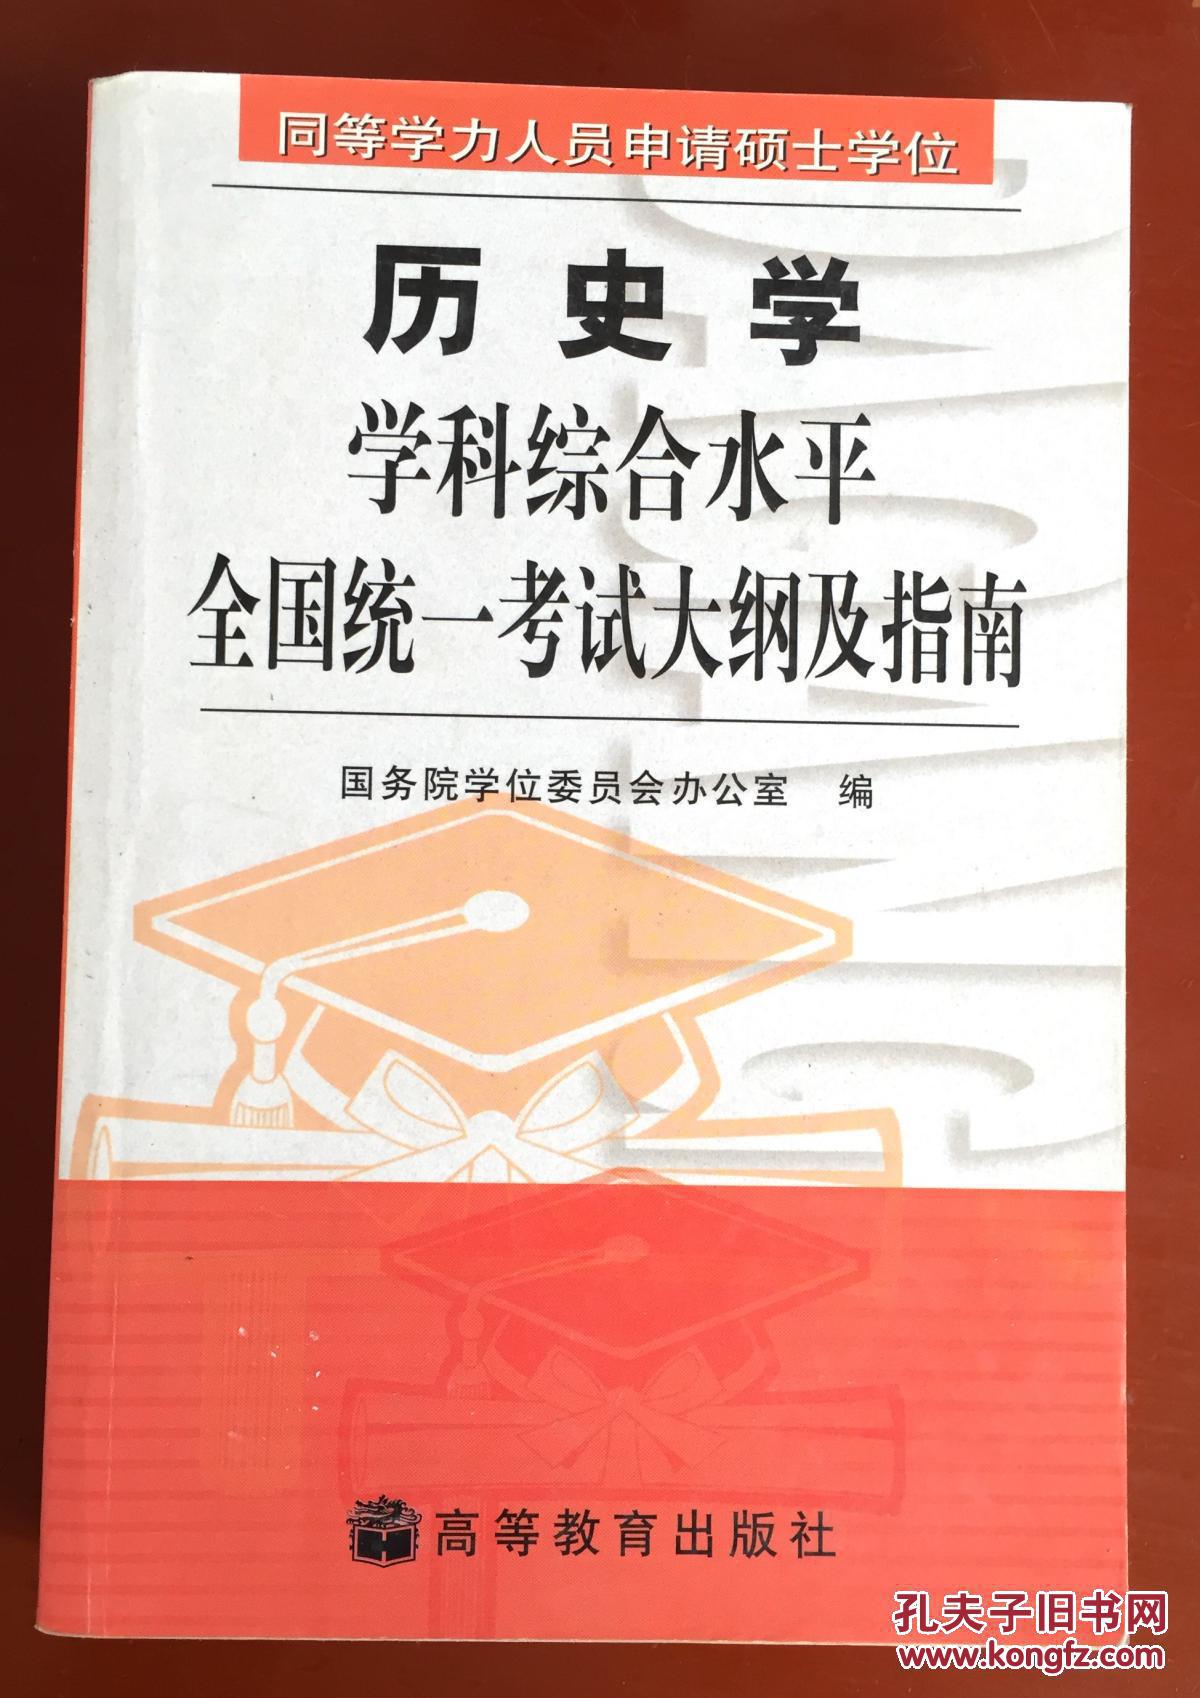 同等学力人员申请硕士学位
历史学
学科综合水平
全国统一考试大纲及指南
国务院学位委员会办公室 编
高等教育出版社
孔夫子旧书网
www.kongfz.com